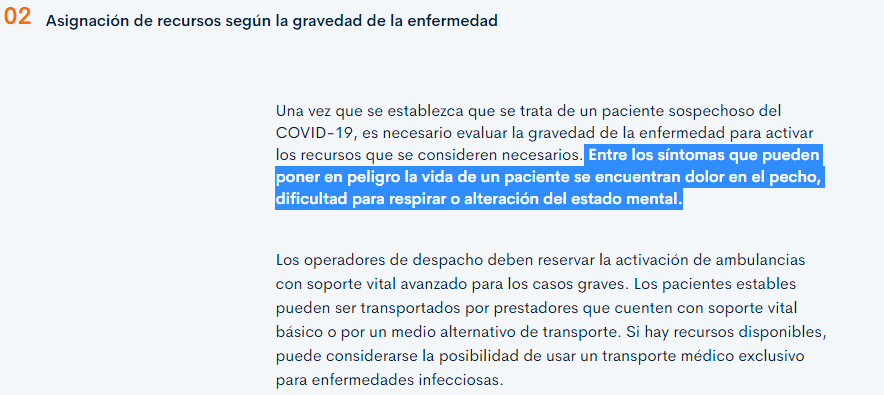 02 Asignación de recursos según la gravedad de la enfermedad
Una vez que se establezca que se trata de un paciente sospechoso del
COVID-19, es necesario evaluar la gravedad de la enfermedad para activar
los recursos que se consideren necesarios. Entre los síntomas que pueden
poner en peligro la vida de un paciente se encuentran dolor en el pecho,
dificultad para respirar o alteración del estado mental.
Los operadores de despacho deben reservar la activación de ambulancias
con soporte vital avanzado para los casos graves. Los pacientes estables
pueden ser transportados por prestadores que cuenten con soporte vital
básico o por un medio alternativo de transporte. Si hay recursos disponibles,
puede considerarse la posibilidad de usar un transporte médico exclusivo
para enfermedades infecciosas.